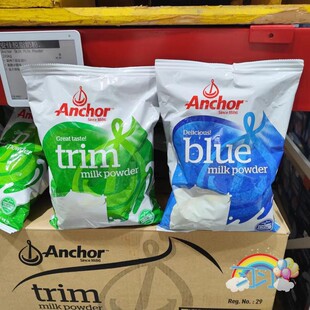 Anchor
Since 1886
Great taste!
trim
milk powder
Anchor
Since 1886
Delicious!
blue
milk powder
Anchor
Since 1886
trim
milk powder
Reg. No. : 29